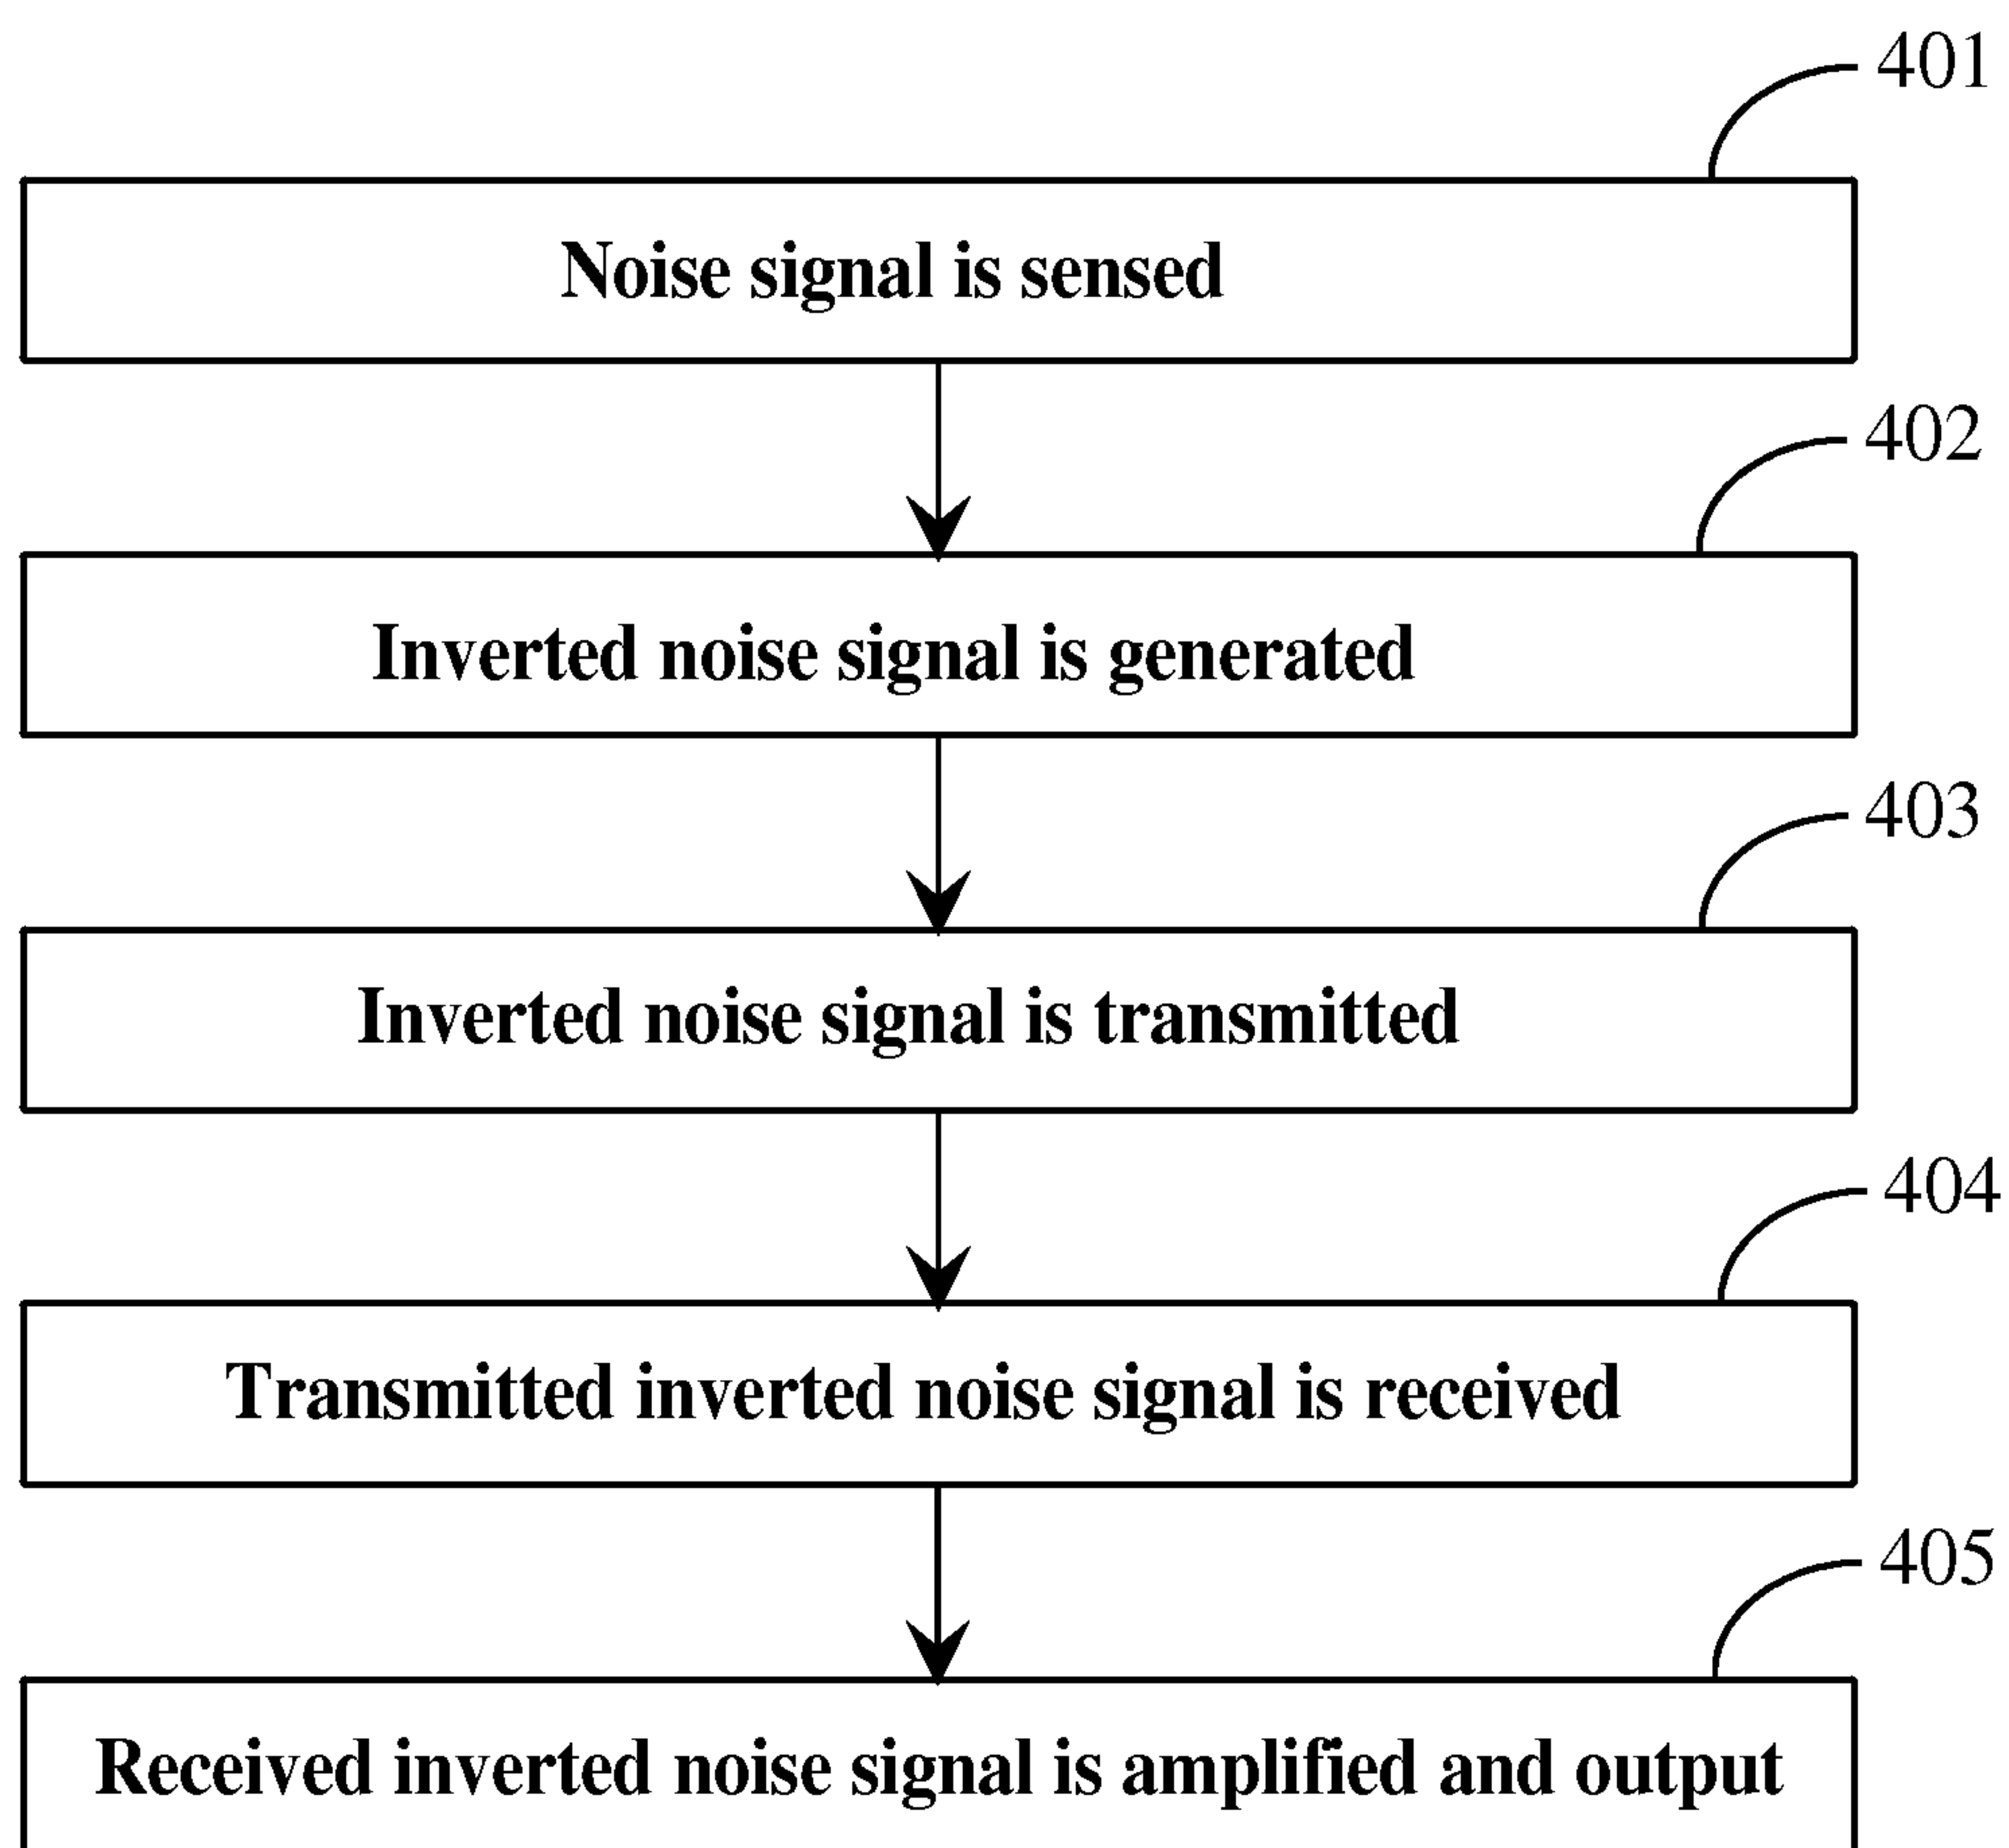 401
Noise signal is sensed
402
Inverted noise signal is generated
403
Inverted noise signal is transmitted
404
Transmitted inverted noise signal is received
405
Received inverted noise signal is amplified and output